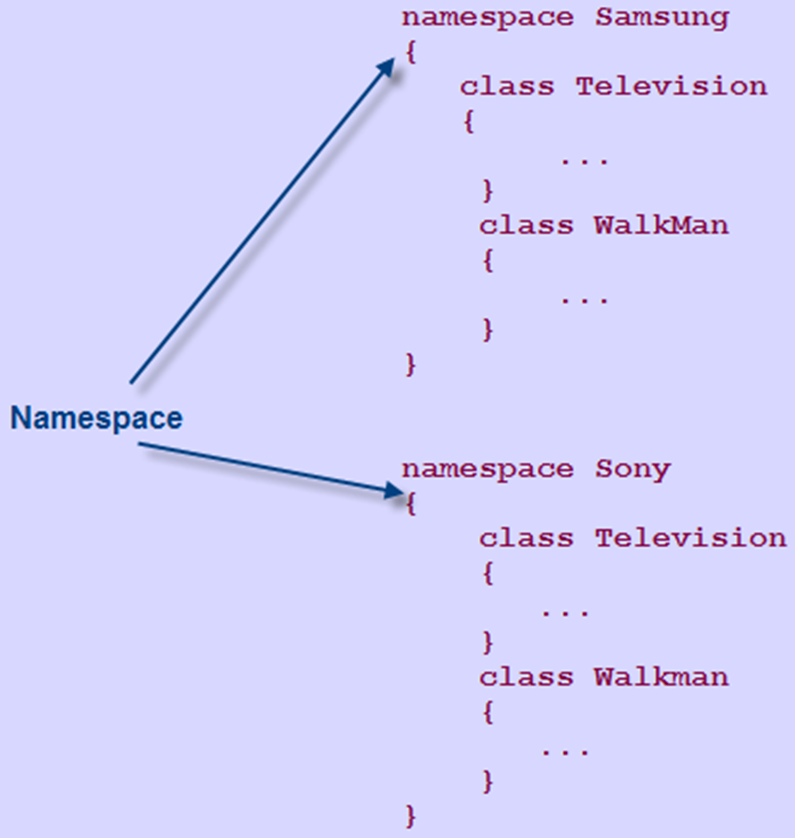 namespace Samsung
{
class Television
{
...
}
class WalkMan
{
...
}
}
Namespace
namespace Sony
{
class Television
{
...
}
class Walkman
{
...
}
}